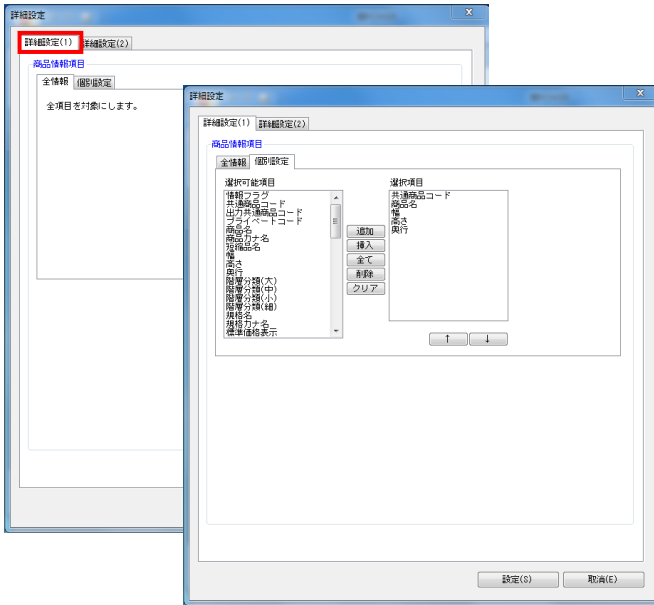 詳細設定
x
詳細設定(1)
詳細設定(2)
商品情報項目
全情報
個別設定
全項目を対象にします。
詳細設定
x
詳細設定(1)
詳細設定(2)
商品情報項目
全情報
個別設定
選択可能項目
情報フラグ
共通商品コード
出力共通商品コード
プライベートコード
商品名
商品カナ名
短縮品名
幅
高さ
奥行
階層分類(大)
階層分類(中)
階層分類(小)
階層分類(細)
規格名
規格カナ名
標準価格表示
追加
挿入
全て
削除
クリア
選択項目
共通商品コード
商品名
幅
高さ
奥行
↑
↓
設定(S)
取消(E)